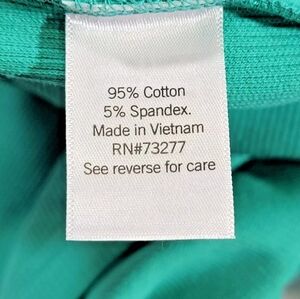 95% Cotton
5% Spandex.
Made in Vietnam
RN#73277
See reverse for care